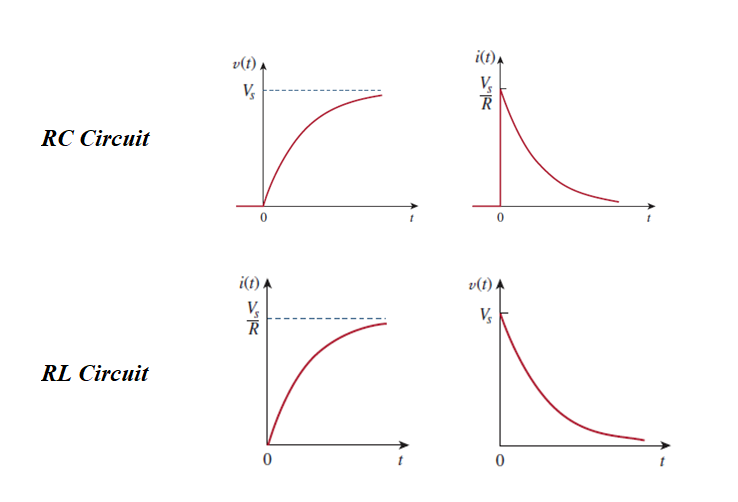 v(t)
Vs
0
t
i(t)
Vs
R
0
t
RC Circuit
i(t)
Vs
R
0
t
v(t)
Vs
0
t
RL Circuit